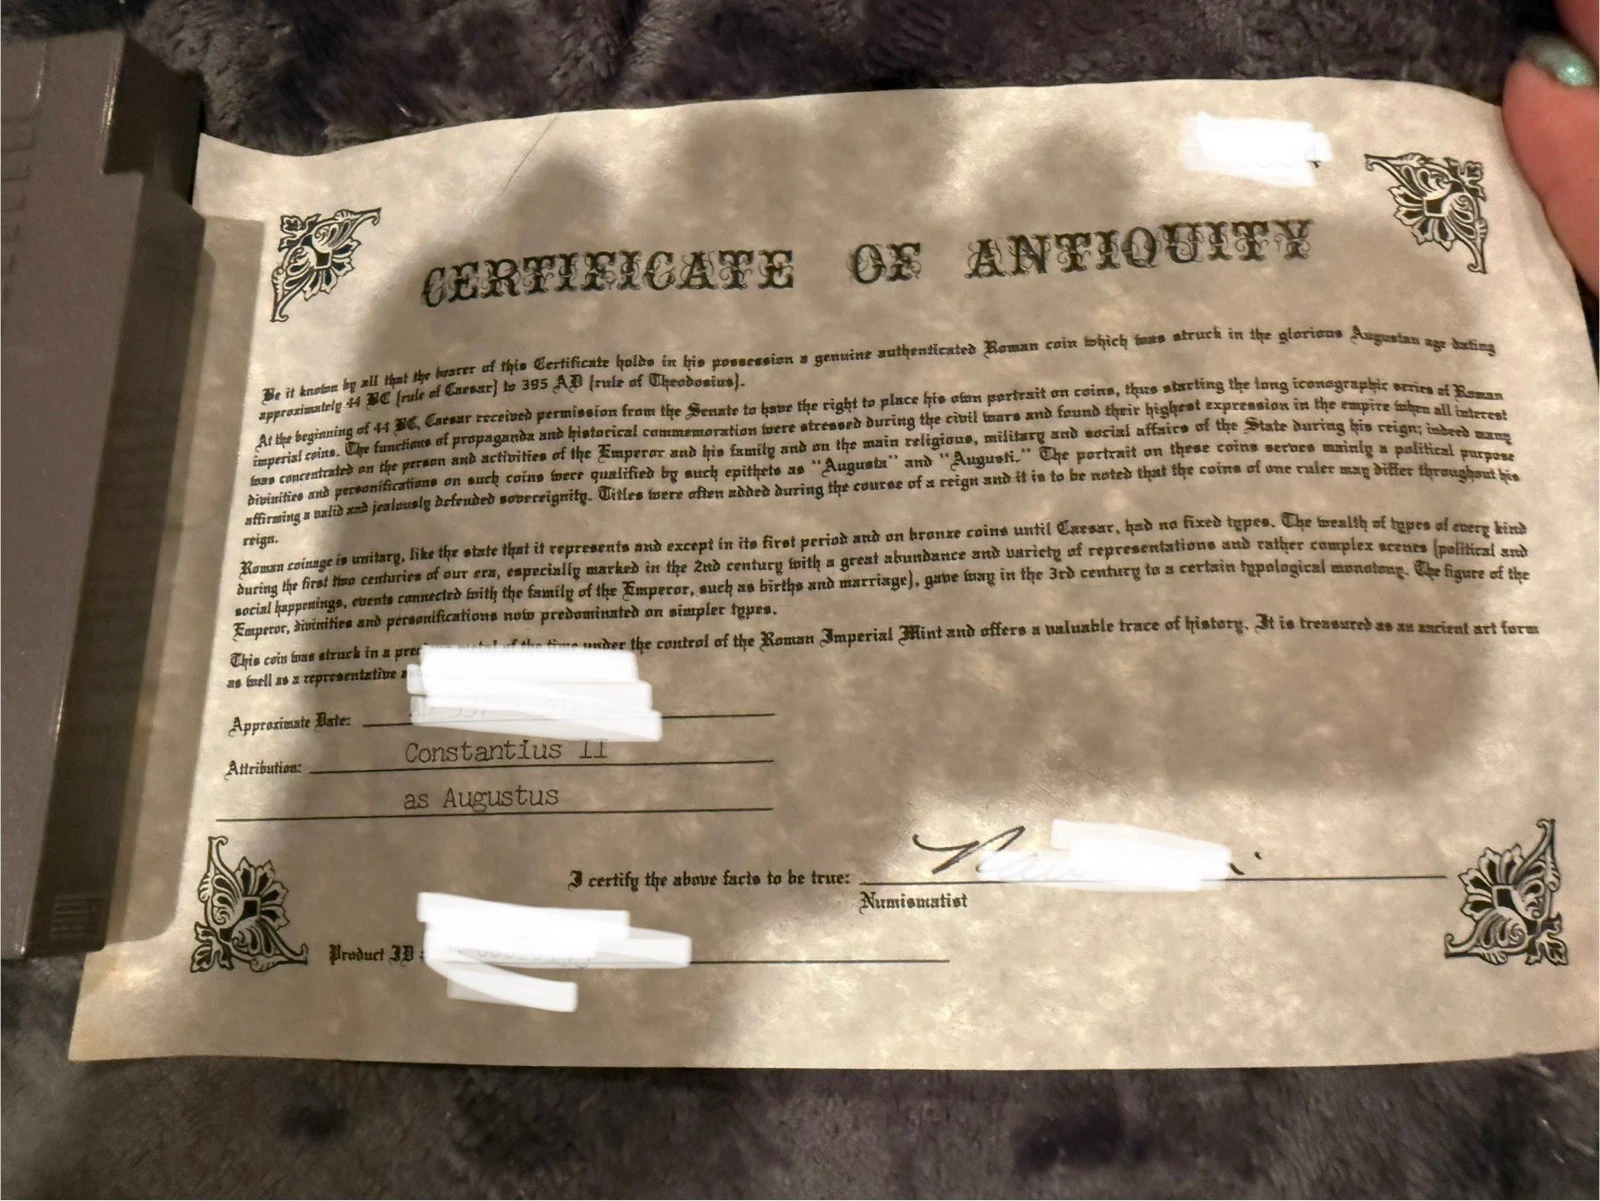 CERTIFICATE OF ANTIQUITY
Be it known by all that the bearer of this Certificate holds in his possession a genuine authenticated Roman coin which was struck in the glorious Augustan age dating
approximately 44 BC (rule of Caesar) to 395 AD (rule of Theodosius).
At the beginning of 44 BC, Caesar received permission from the Senate to have the right to place his own portrait on coins, thus starting the long iconographic series of Roman
imperial coins. The functions of propaganda and historical commemoration were stressed during the civil wars and found their highest expression in the empire when all interest
was concentrated on the person and activities of the Emperor and his family and on the main religious, military and social affairs of the State during his reign; indeed many
divinities and personifications on such coins were qualified by such epithets as "Augusta" and "Augusti." The portrait on these coins serves mainly a political purpose
affirming a valid and jealously defended sovereignity. Titles were often added during the course of a reign and it is to be noted that the coins of one ruler may differ throughout his
reign.
Roman coinage is unitary, like the state that it represents and except in its first period and on bronze coins until Caesar, had no fixed types. The wealth of types of every kind
during the first two centuries of our era, especially marked in the 2nd century with a great abundance and variety of representations and rather complex scenes (political and
social happenings, events connected with the family of the Emperor, such as births and marriage), gave way in the 3rd century to a certain typological monotony. The figure of the
Emperor, divinities and personifications now predominated on simpler types.
This coin was struck in a of the time under the control of the Roman Imperial Mint and offers a valuable trace of history. It is treasured as an ancient art form
as well as a representative
Approximate Date:
Attribution: Constantius II
as Augustus
I certify the above facts to be true:
Numismatist
Product ID :